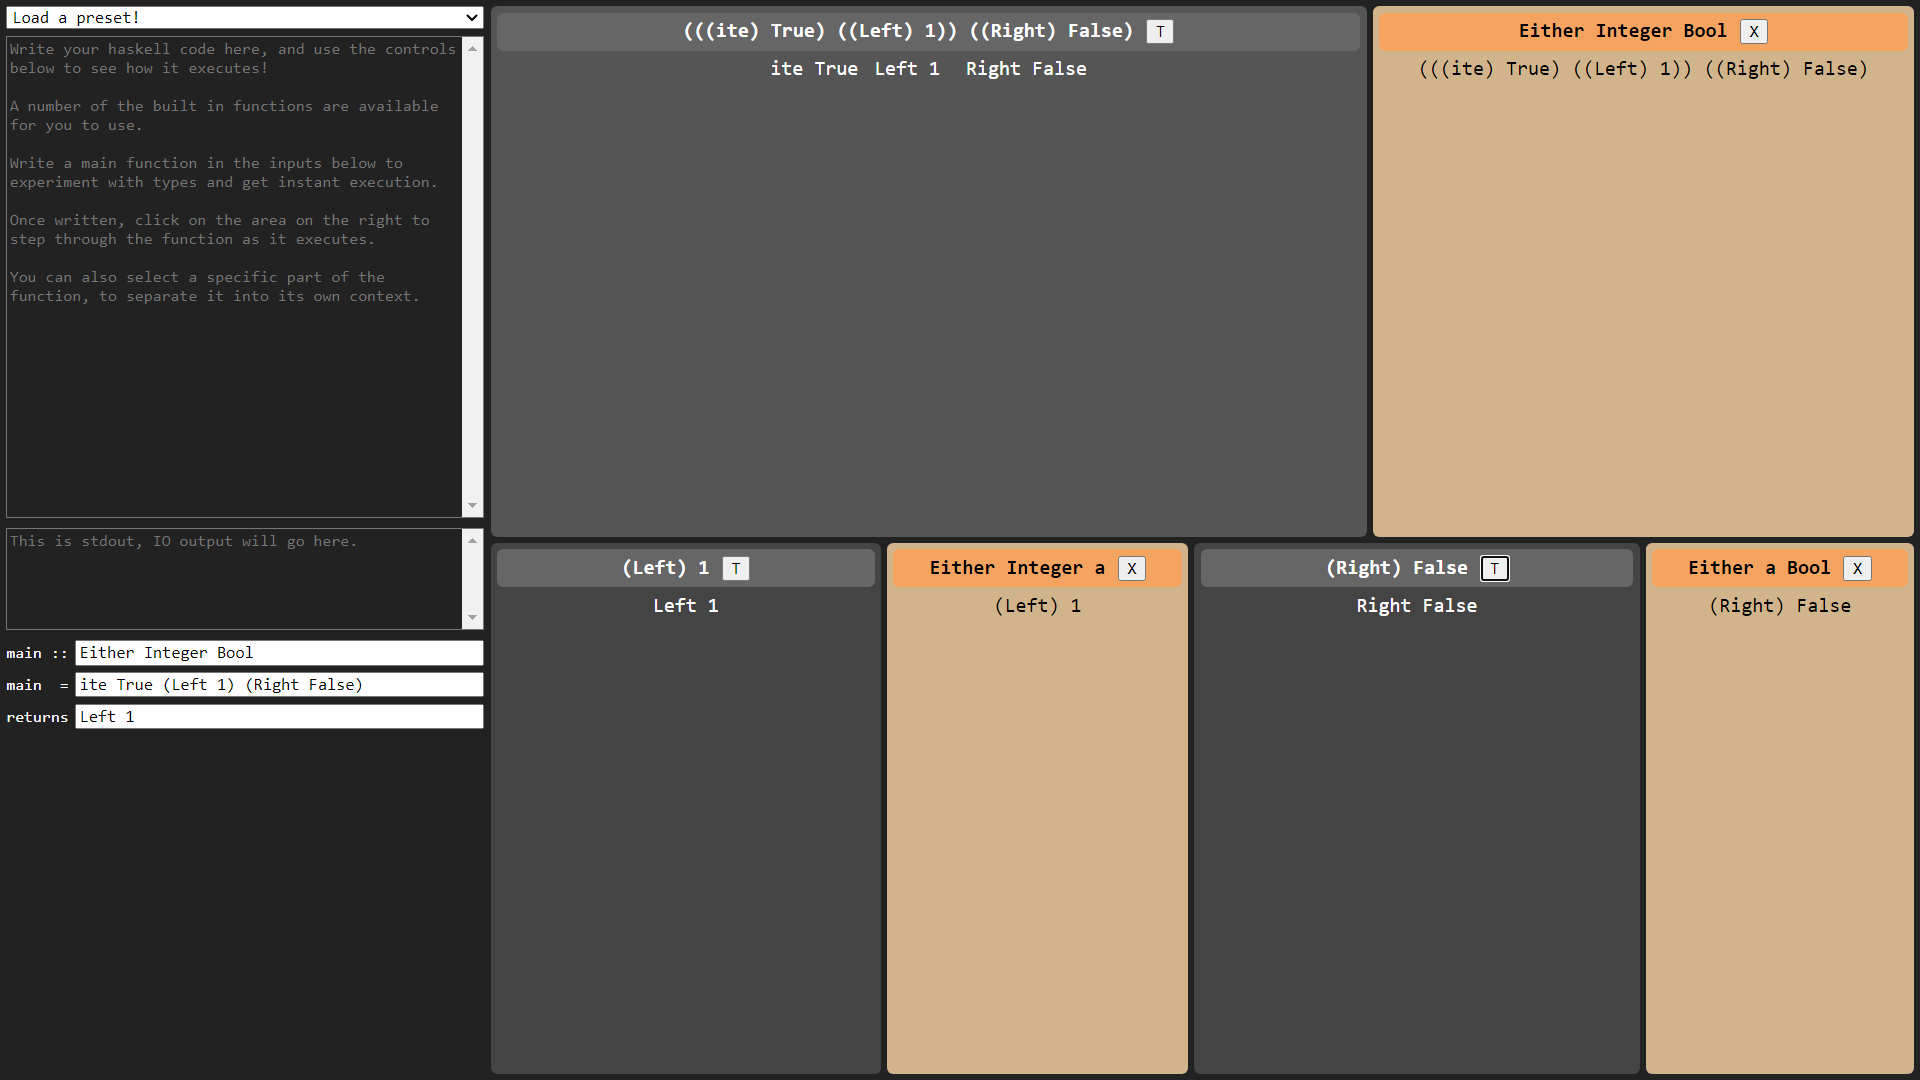 Load a preset!
Write your haskell code here, and use the controls
below to see how it executes!
A number of the built in functions are available
for you to use.
Write a main function in the inputs below to
experiment with types and get instant execution.
Once written, click on the area on the right to
step through the function as it executes.
You can also select a specific part of the
function, to separate it into its own context.
This is stdout, IO output will go here.
main :: Either Integer Bool
main  = ite True (Left 1) (Right False)
returns Left 1
(((ite) True) ((Left) 1)) ((Right) False) T
ite True Left 1 Right False
Either Integer Bool X
(((ite) True) ((Left) 1)) ((Right) False)
(Left) 1 T
Left 1
Either Integer a X
(Left) 1
(Right) False T
Right False
Either a Bool X
(Right) False